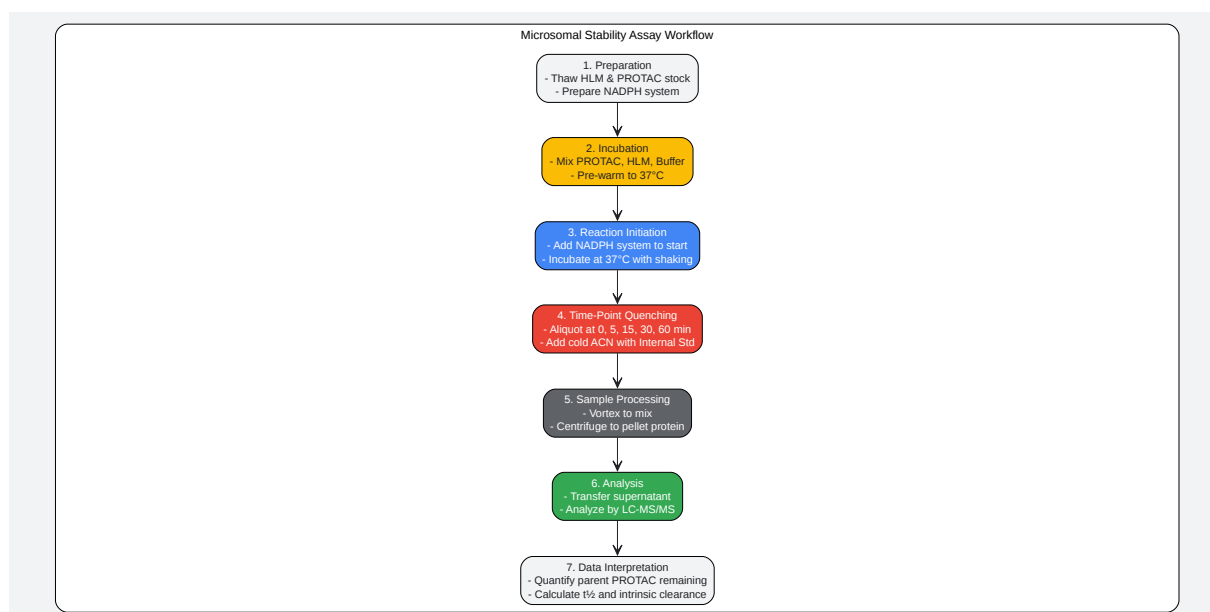 Microsomal Stability Assay Workflow
1. Preparation
- Thaw HLM & PROTAC stock
- Prepare NADPH system
2. Incubation
- Mix PROTAC, HLM, Buffer
- Pre-warm to 37°C
3. Reaction Initiation
- Add NADPH system to start
- Incubate at 37°C with shaking
4. Time-Point Quenching
- Aliquot at 0, 5, 15, 30, 60 min
- Add cold ACN with Internal Std
5. Sample Processing
- Vortex to mix
- Centrifuge to pellet protein
6. Analysis
- Transfer supernatant
- Analyze by LC-MS/MS
7. Data Interpretation
- Quantify parent PROTAC remaining
- Calculate t½ and intrinsic clearance